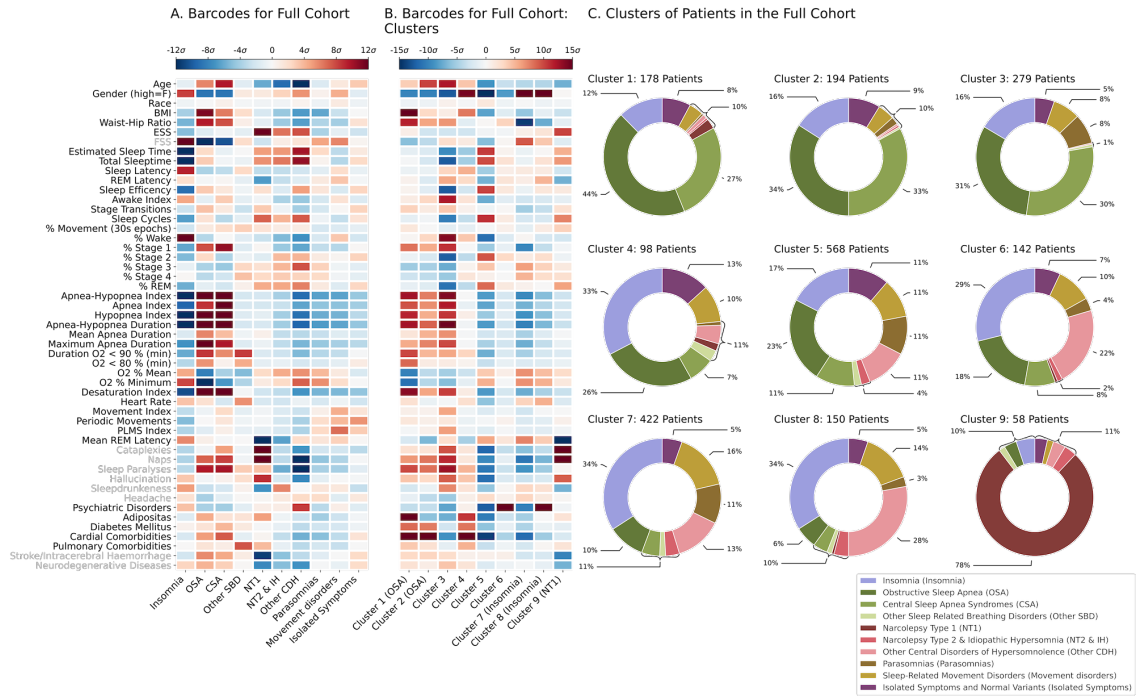 A. Barcodes for Full Cohort
B. Barcodes for Full Cohort:
Clusters
C. Clusters of Patients in the Full Cohort
-12σ -8σ -4σ 0 4σ 8σ 12σ
-15σ -10σ -5σ 0 5σ 10σ 15σ
Age
Gender (high=F)
Race
BMI
Waist-Hip Ratio
ESS
FSS
Estimated Sleep Time
Total Sleeptime
Sleep Latency
REM Latency
Sleep Efficency
Awake Index
Stage Transitions
Sleep Cycles
% Movement (30s epochs)
% Wake
% Stage 1
% Stage 2
% Stage 3
% Stage 4
% REM
Apnea-Hypopnea Index
Apnea Index
Hypopnea Index
Apnea-Hypopnea Duration
Mean Apnea Duration
Maximum Apnea Duration
Duration O2 < 90 % (min)
O2 < 80 % (min)
O2 % Mean
O2 % Minimum
Desaturation Index
Heart Rate
Movement Index
Periodic Movements
PLMS Index
Mean REM Latency
Cataplexies
Naps
Sleep Paralyses
Hallucination
Sleepdrunkeness
Headache
Psychiatric Disorders
Adipositas
Diabetes Mellitus
Cardial Comorbidities
Pulmonary Comorbidities
Stroke/Intracerebral Haemorrhage
Neurodegenerative Diseases
Insomnia
OSA
CSA
Other SBD
NT1
NT2 & IH
Other CDH
Parasomnias
Movement disorders
Isolated Symptoms
Cluster 1 (OSA)
Cluster 2 (OSA)
Cluster 3
Cluster 4
Cluster 5
Cluster 6
Cluster 7 (Insomnia)
Cluster 8 (Insomnia)
Cluster 9 (NT1)
Cluster 1: 178 Patients
12%
8%
10%
44%
27%
Cluster 2: 194 Patients
16%
9%
10%
34%
33%
Cluster 3: 279 Patients
16%
5%
8%
8%
1%
31%
30%
Cluster 4: 98 Patients
33%
13%
10%
11%
7%
26%
Cluster 5: 568 Patients
17%
11%
11%
11%
23%
11%
11%
4%
Cluster 6: 142 Patients
29%
7%
10%
4%
22%
18%
2%
8%
Cluster 7: 422 Patients
34%
5%
16%
11%
10%
13%
11%
Cluster 8: 150 Patients
34%
5%
14%
3%
6%
28%
10%
Cluster 9: 58 Patients
10%
11%
78%
Insomnia (Insomnia)
Obstructive Sleep Apnea (OSA)
Central Sleep Apnea Syndromes (CSA)
Other Sleep Related Breathing Disorders (Other SBD)
Narcolepsy Type 1 (NT1)
Narcolepsy Type 2 & Idiopathic Hypersomnia (NT2 & IH)
Other Central Disorders of Hypersomnolence (Other CDH)
Parasomnias (Parasomnias)
Sleep-Related Movement Disorders (Movement disorders)
Isolated Symptoms and Normal Variants (Isolated Symptoms)